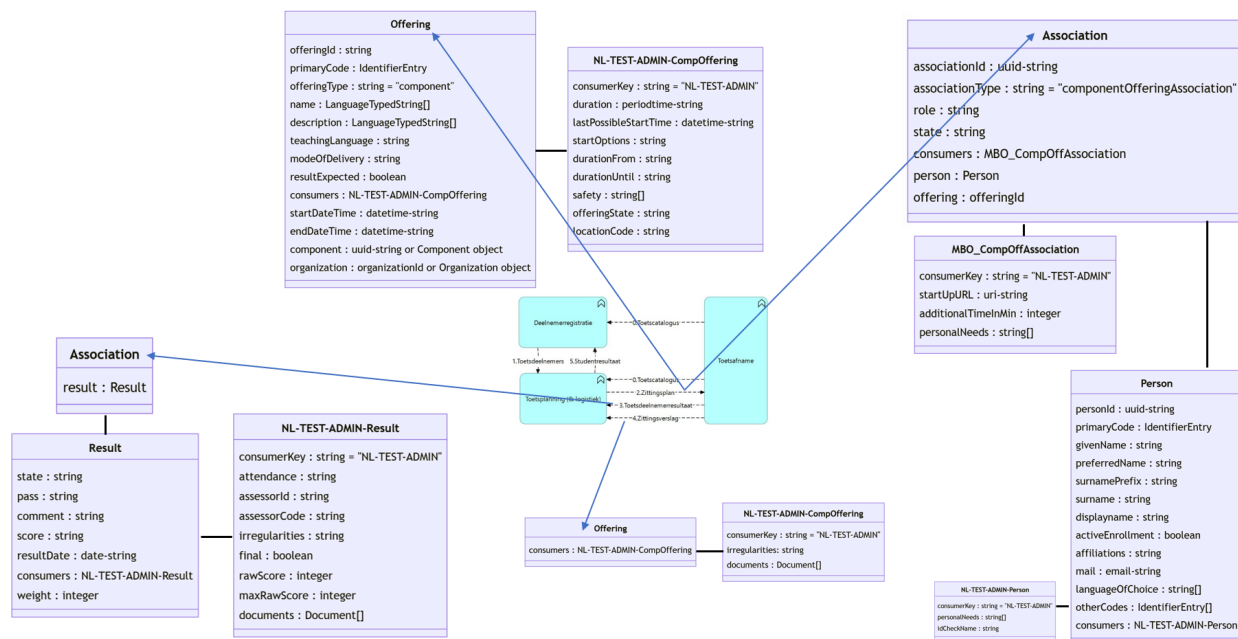 Offering
offeringId : string
primaryCode : IdentifierEntry
offeringType : string = "component"
name : LanguageTypedString[]
description : LanguageTypedString[]
teachingLanguage : string
modeOfDelivery : string
resultExpected : boolean
consumers : NL-TEST-ADMIN-CompOffering
startDateTime : datetime-string
endDateTime : datetime-string
component : uuid-string or Component object
organization : organizationId or Organization object
NL-TEST-ADMIN-CompOffering
consumerKey : string = "NL-TEST-ADMIN"
duration : periodtime-string
lastPossibleStartTime : datetime-string
startOptions : string
durationFrom : string
durationUntil : string
safety : string[]
offeringState : string
locationCode : string
Association
associationId : uuid-string
associationType : string = "componentOfferingAssociation"
role : string
state : string
consumers : MBO_CompOffAssociation
person : Person
offering : offeringId
MBO_CompOffAssociation
consumerKey : string = "NL-TEST-ADMIN"
startUpURL : uri-string
additionalTimeInMin : integer
personalNeeds : string[]
Deelnemerregistratie
0.Toetscatalogus
Toetsafname
1.Toetsdeelnemers
5.Studentresultaat
0.Toetscatalogus
Toetsplanning (& logistiek)
2.Zittingsplan
3.Toetsdeelnemerresultaat
4.Zittingsverslag
Association
result : Result
Result
state : string
pass : string
comment : string
score : string
resultDate : date-string
consumers : NL-TEST-ADMIN-Result
weight : integer
NL-TEST-ADMIN-Result
consumerKey : string = "NL-TEST-ADMIN"
attendance : string
assessorId : string
assessorCode : string
irregularities : string
final : boolean
rawScore : integer
maxRawScore : integer
documents : Document[]
Offering
consumers : NL-TEST-ADMIN-CompOffering
NL-TEST-ADMIN-CompOffering
consumerKey : string = "NL-TEST-ADMIN"
irregularities: string
documents : Document[]
Person
personId : uuid-string
primaryCode : IdentifierEntry
givenName : string
preferredName : string
surnamePrefix : string
surname : string
displayname : string
activeEnrollment : boolean
affiliations : string
mail : email-string
languageOfChoice : string[]
otherCodes : IdentifierEntry[]
consumers : NL-TEST-ADMIN-Person
NL-TEST-ADMIN-Person
consumerKey : string = "NL-TEST-ADMIN"
personalNeeds : string[]
idCheckName : string